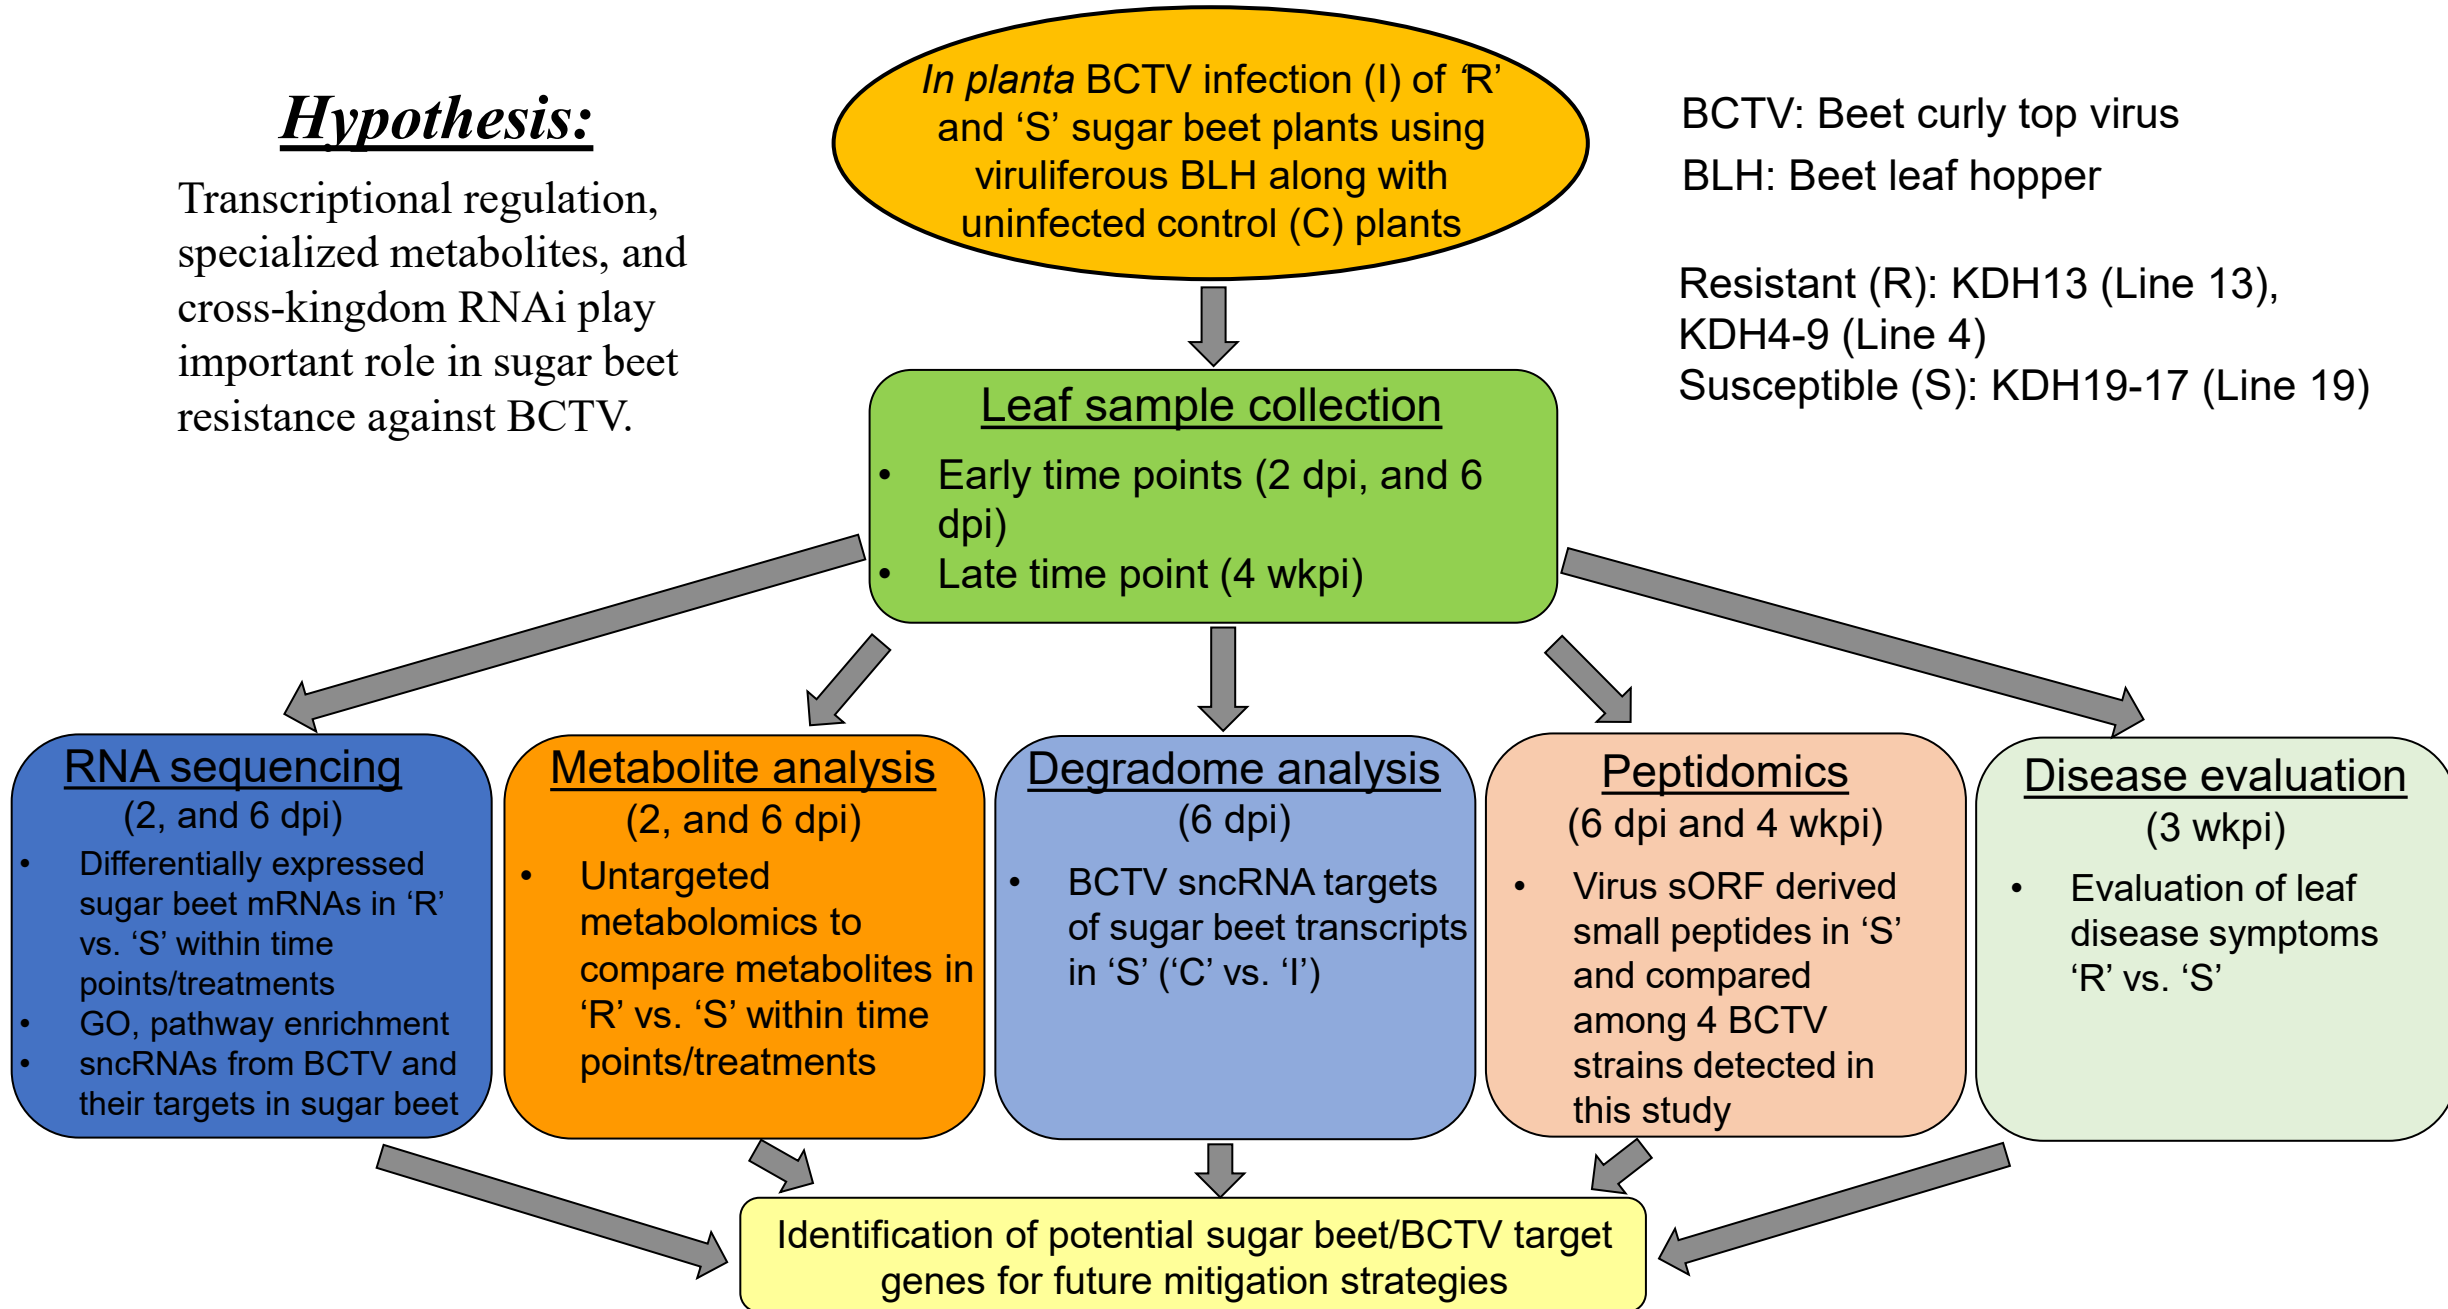 Hypothesis:
Transcriptional regulation,
specialized metabolites, and
cross-kingdom RNAi play
important role in sugar beet
resistance against BCTV.
In planta BCTV infection (I) of ‘R’
and ‘S’ sugar beet plants using
viruliferous BLH along with
uninfected control (C) plants
BCTV: Beet curly top virus
BLH: Beet leaf hopper
Resistant (R): KDH13 (Line 13),
KDH4-9 (Line 4)
Susceptible (S): KDH19-17 (Line 19)
Leaf sample collection
• Early time points (2 dpi, and 6
dpi)
• Late time point (4 wkpi)
RNA sequencing
(2, and 6 dpi)
• Differentially expressed
sugar beet mRNAs in ‘R’
vs. ‘S’ within time
points/treatments
• GO, pathway enrichment
• sncRNAs from BCTV and
their targets in sugar beet
Metabolite analysis
(2, and 6 dpi)
• Untargeted
metabolomics to
compare metabolites in
‘R’ vs. ‘S’ within time
points/treatments
Degradome analysis
(6 dpi)
• BCTV sncRNA targets
of sugar beet transcripts
in ‘S’ (‘C’ vs. ‘I’)
Peptidomics
(6 dpi and 4 wkpi)
• Virus sORF derived
small peptides in ‘S’
and compared
among 4 BCTV
strains detected in
this study
Disease evaluation
(3 wkpi)
• Evaluation of leaf
disease symptoms
‘R’ vs. ‘S’
Identification of potential sugar beet/BCTV target
genes for future mitigation strategies